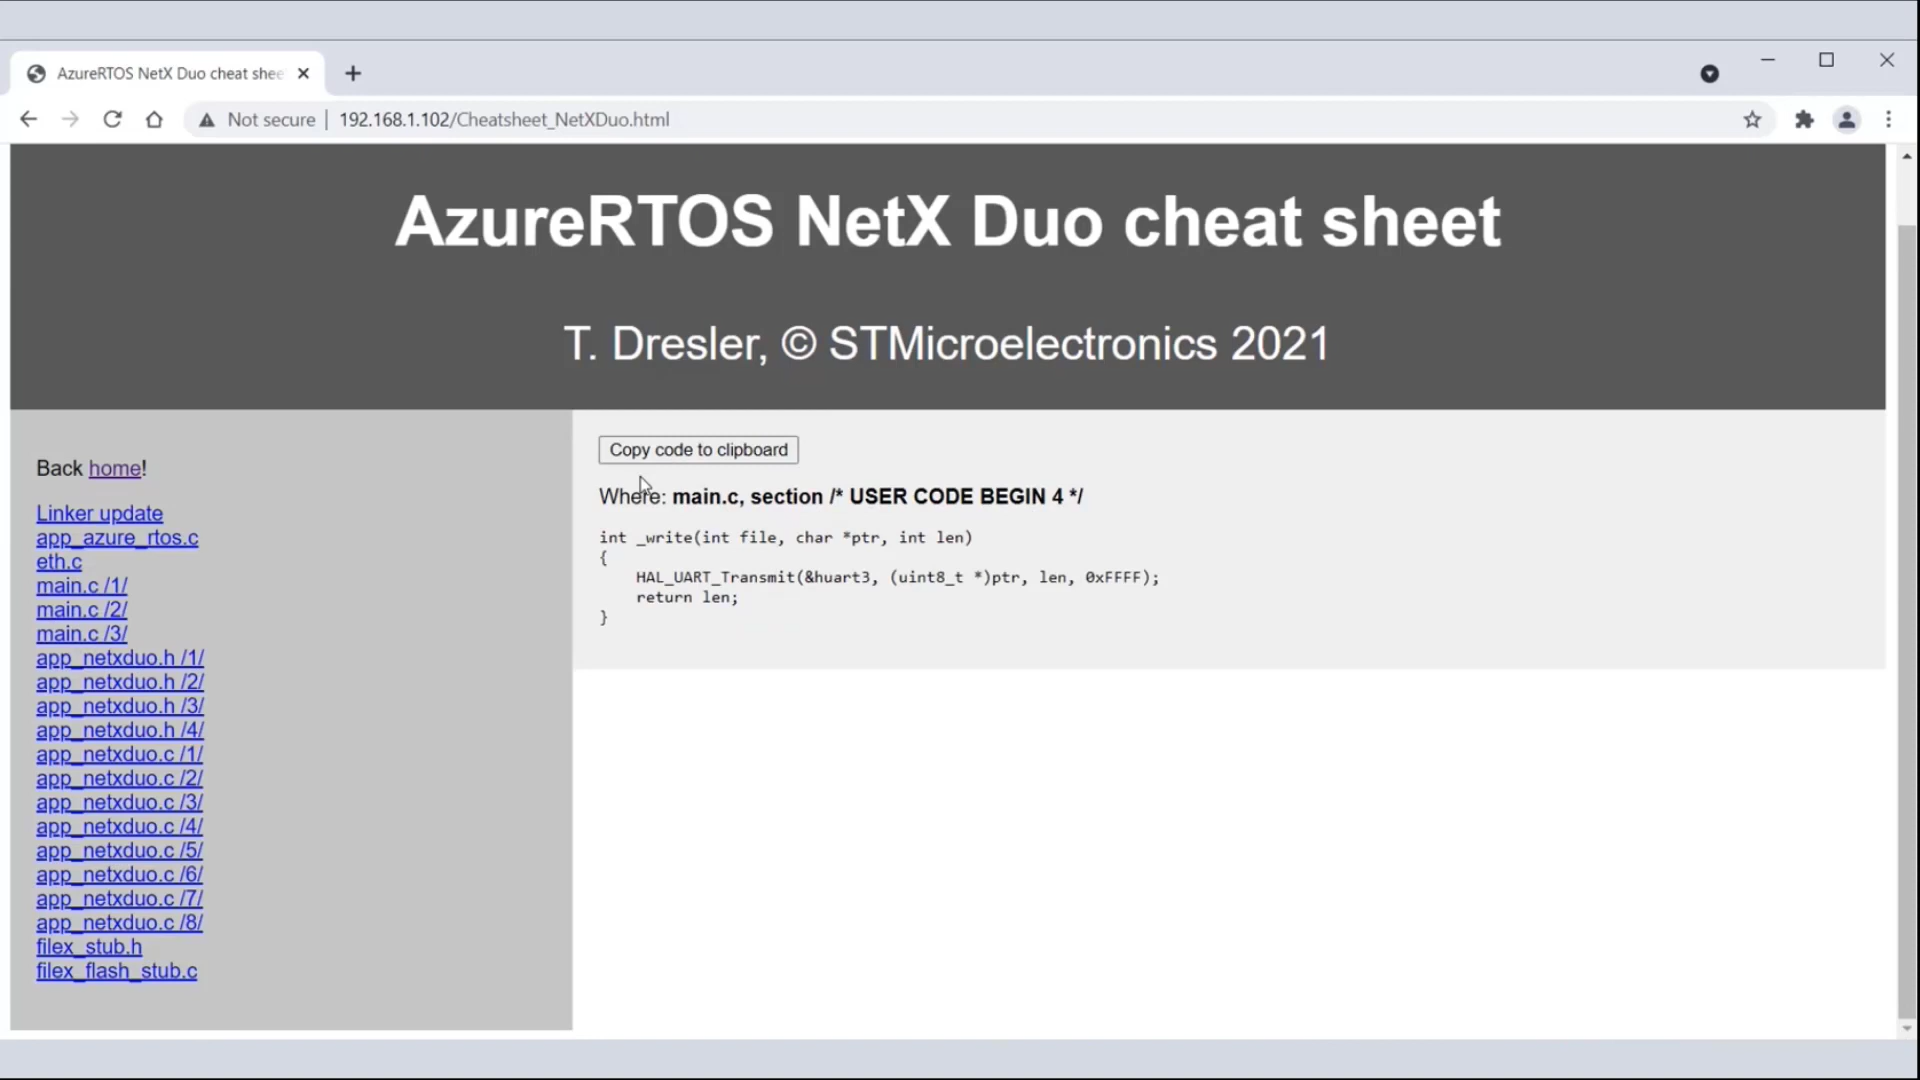 AzureRTOS NetX Duo cheat shee
Not secure | 192.168.1.102/Cheatsheet_NetXDuo.html
AzureRTOS NetX Duo cheat sheet
T. Dresler, © STMicroelectronics 2021
Back home!
Linker update
app_azure_rtos.c
eth.c
main.c /1/
main.c /2/
main.c /3/
app_netxduo.h /1/
app_netxduo.h /2/
app_netxduo.h /3/
app_netxduo.h /4/
app_netxduo.c /1/
app_netxduo.c /2/
app_netxduo.c /3/
app_netxduo.c /4/
app_netxduo.c /5/
app_netxduo.c /6/
app_netxduo.c /7/
app_netxduo.c /8/
filex_stub.h
filex_flash_stub.c
Copy code to clipboard
Where: main.c, section /* USER CODE BEGIN 4 */
int _write(int file, char *ptr, int len)
{
    HAL_UART_Transmit(&huart3, (uint8_t *)ptr, len, 0xFFFF);
    return len;
}